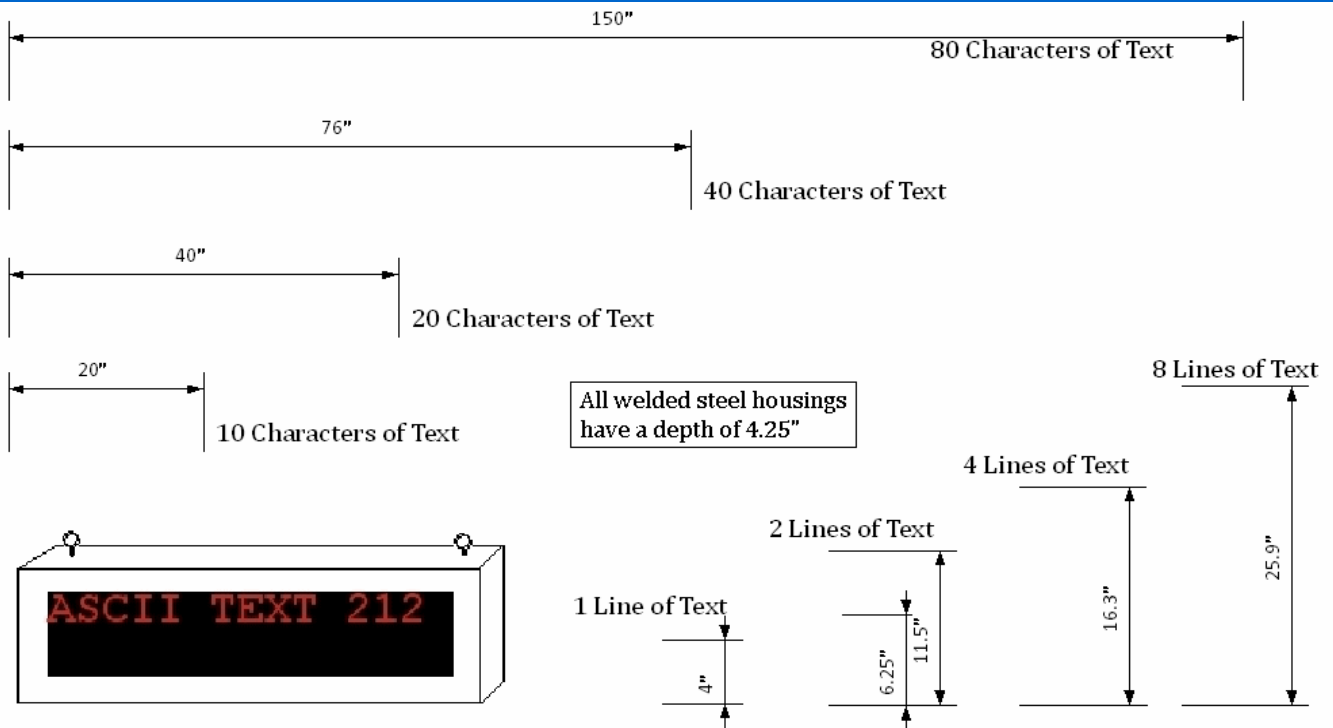 150"
80 Characters of Text
76"
40 Characters of Text
40"
20 Characters of Text
20"
10 Characters of Text
All welded steel housings
have a depth of 4.25"
8 Lines of Text
25.9"
4 Lines of Text
16.3"
2 Lines of Text
11.5"
6.25"
1 Line of Text
4"
ASCII TEXT 212